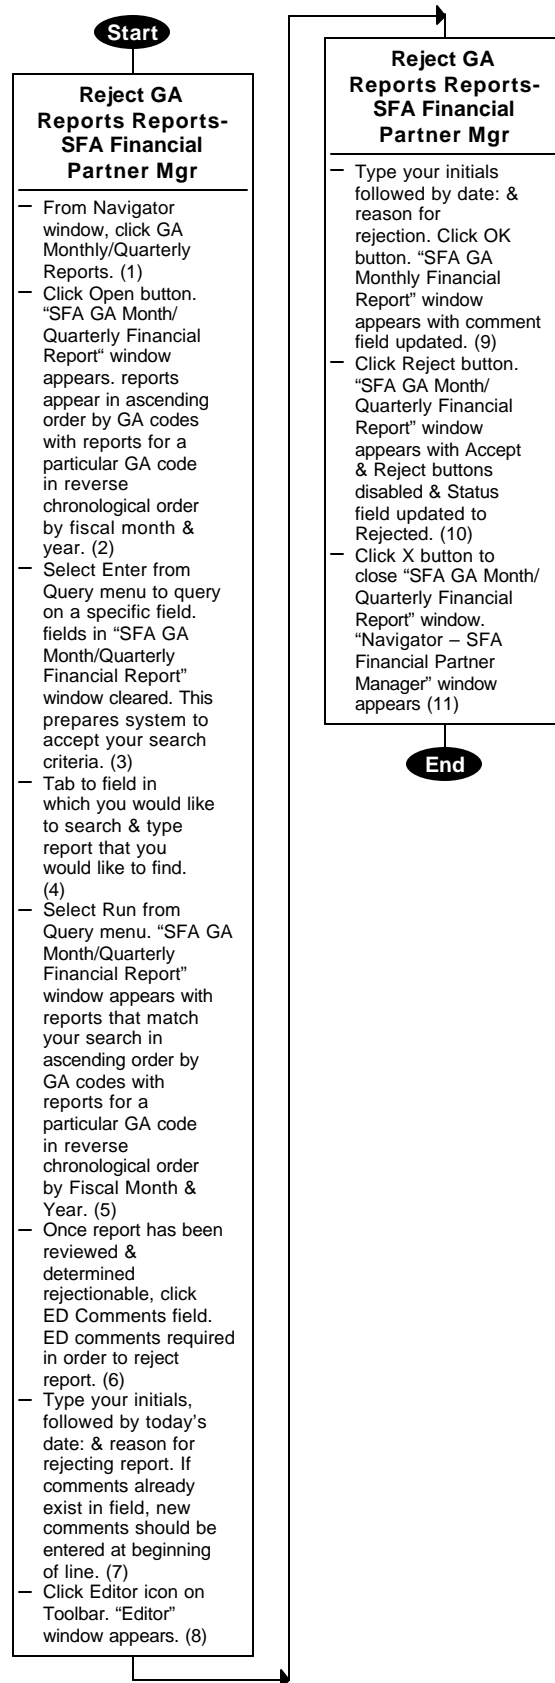 Start
Reject GA
Reports Reports-
SFA Financial
Partner Mgr
– From Navigator
window, click GA
Monthly/Quarterly
Reports. (1)
– Click Open button.
“SFA GA Month/
Quarterly Financial
Report“ window
appears. reports
appear in ascending
order by GA codes
with reports for a
particular GA code
in reverse
chronological order
by fiscal month &
year. (2)
– Select Enter from
Query menu to query
on a specific field.
fields in “SFA GA
Month/Quarterly
Financial Report”
window cleared. This
prepares system to
accept your search
criteria. (3)
– Tab to field in
which you would like
to search & type
report that you
would like to find.
(4)
– Select Run from
Query menu. “SFA GA
Month/Quarterly
Financial Report”
window appears with
reports that match
your search in
ascending order by
GA codes with
reports for a
particular GA code
in reverse
chronological order
by Fiscal Month &
Year. (5)
– Once report has been
reviewed &
determined
rejectionable, click
ED Comments field.
ED comments required
in order to reject
report. (6)
– Type your initials,
followed by today’s
date: & reason for
rejecting report. If
comments already
exist in field, new
comments should be
entered at beginning
of line. (7)
– Click Editor icon on
Toolbar. “Editor”
window appears. (8)
Reject GA
Reports Reports-
SFA Financial
Partner Mgr
– Type your initials
followed by date: &
reason for
rejection. Click OK
button. “SFA GA
Monthly Financial
Report” window
appears with comment
field updated. (9)
– Click Reject button.
“SFA GA Month/
Quarterly Financial
Report” window
appears with Accept
& Reject buttons
disabled & Status
field updated to
Rejected. (10)
– Click X button to
close “SFA GA Month/
Quarterly Financial
Report” window.
“Navigator – SFA
Financial Partner
Manager” window
appears (11)
End